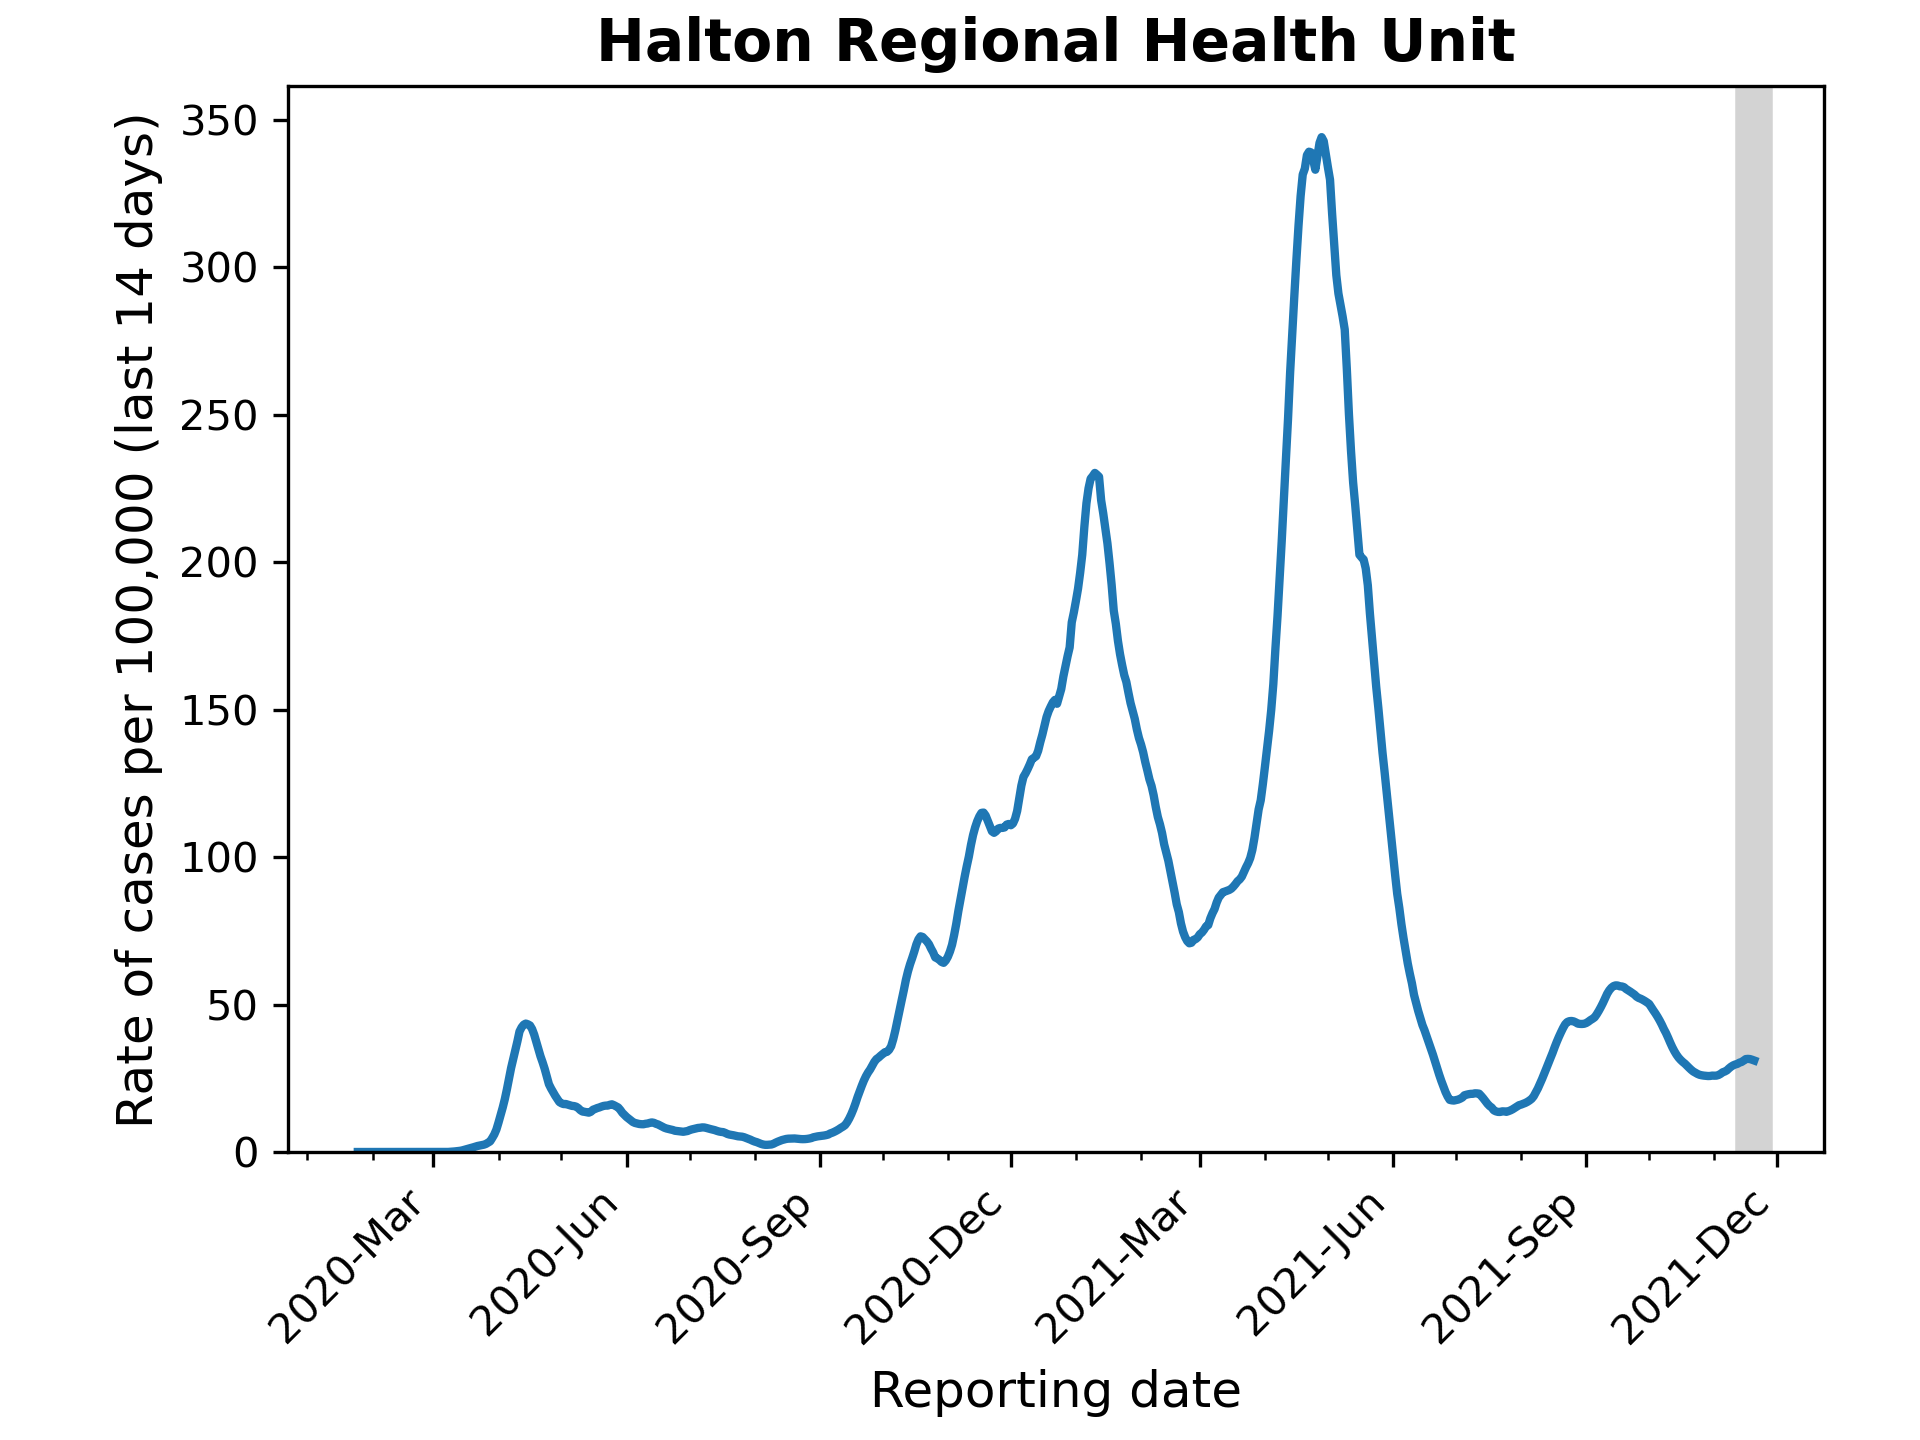 Halton Regional Health Unit
Rate of cases per 100,000 (last 14 days)
350
300
250
200
150
100
50
0
2020-Mar
2020-Jun
2020-Sep
2020-Dec
2021-Mar
2021-Jun
2021-Sep
2021-Dec
Reporting date